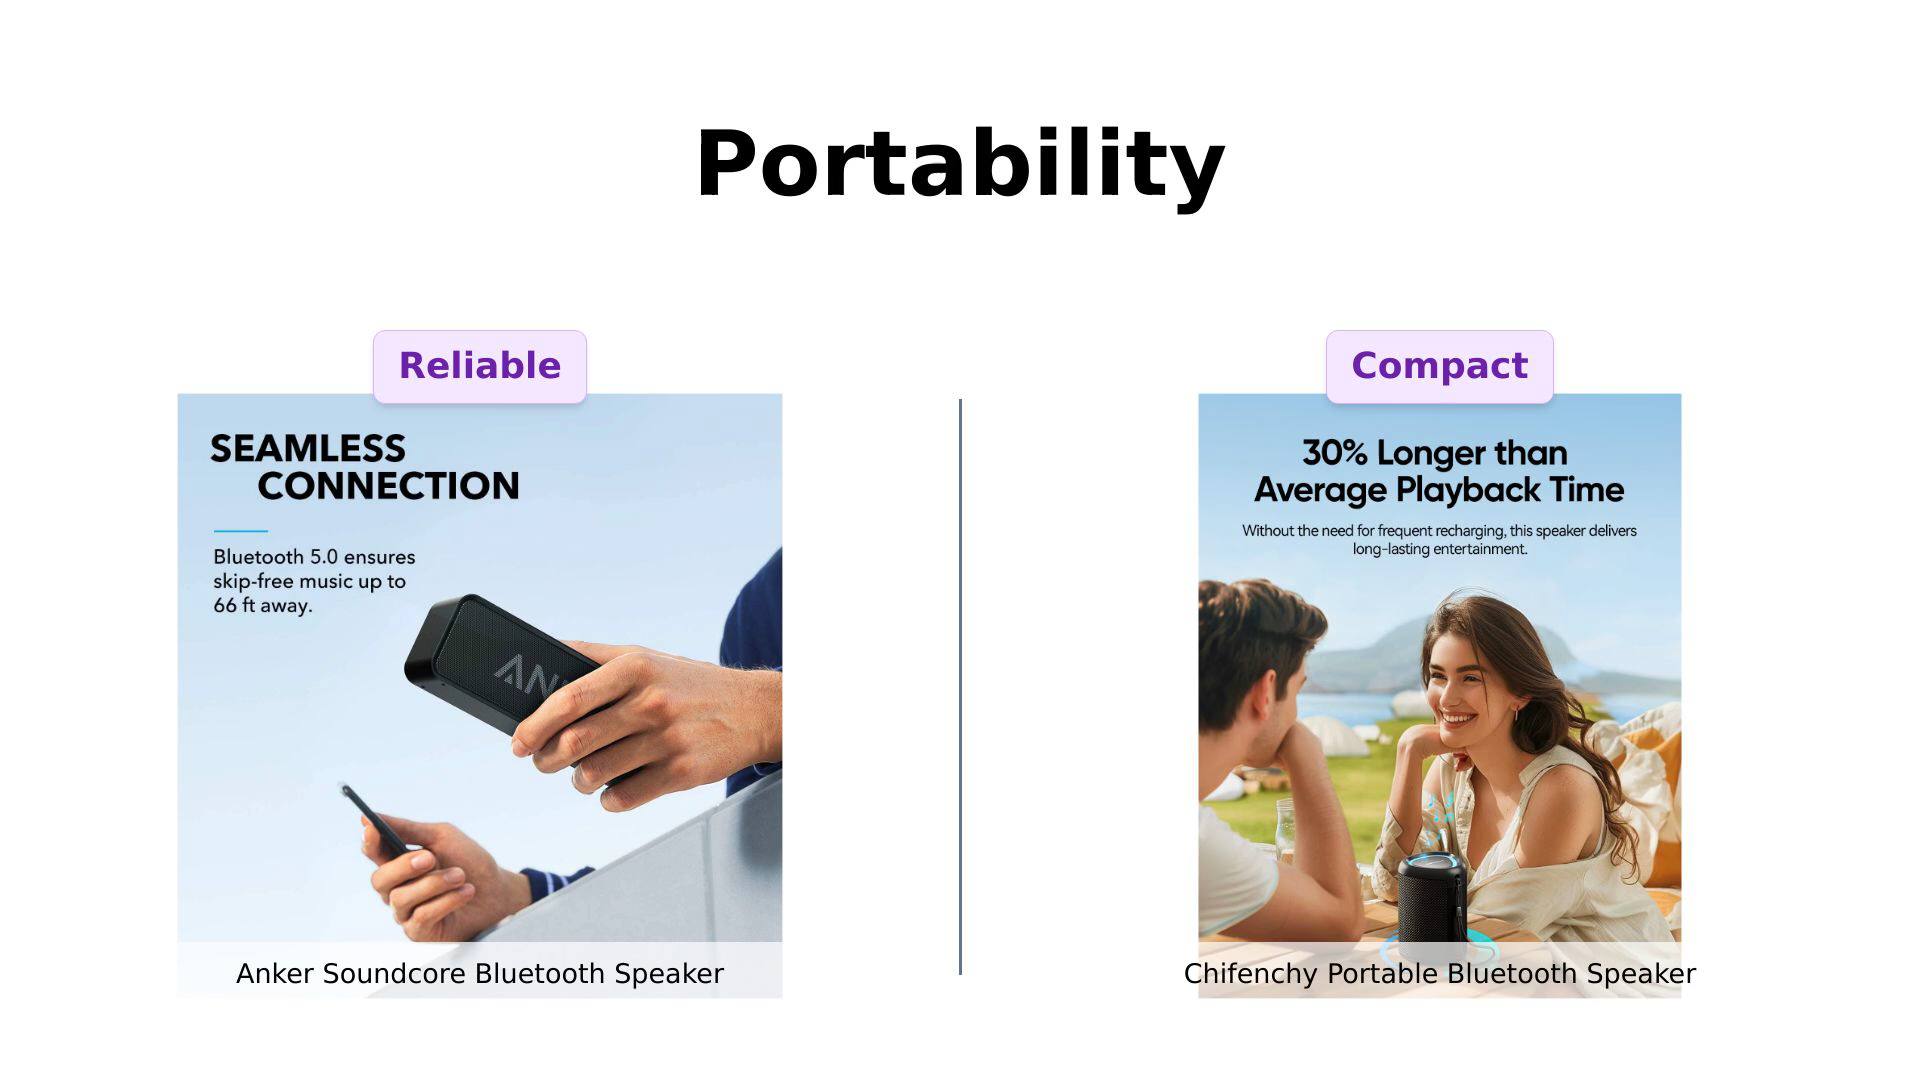 Portability
Reliable
SEAMLESS
CONNECTION
Bluetooth 5.0 ensures
skip-free music up to
66 ft away.
Anker Soundcore Bluetooth Speaker
Compact
30% Longer than
Average Playback Time
Without the need for frequent recharging, this speaker delivers
long-lasting entertainment.
Chifenchy Portable Bluetooth Speaker